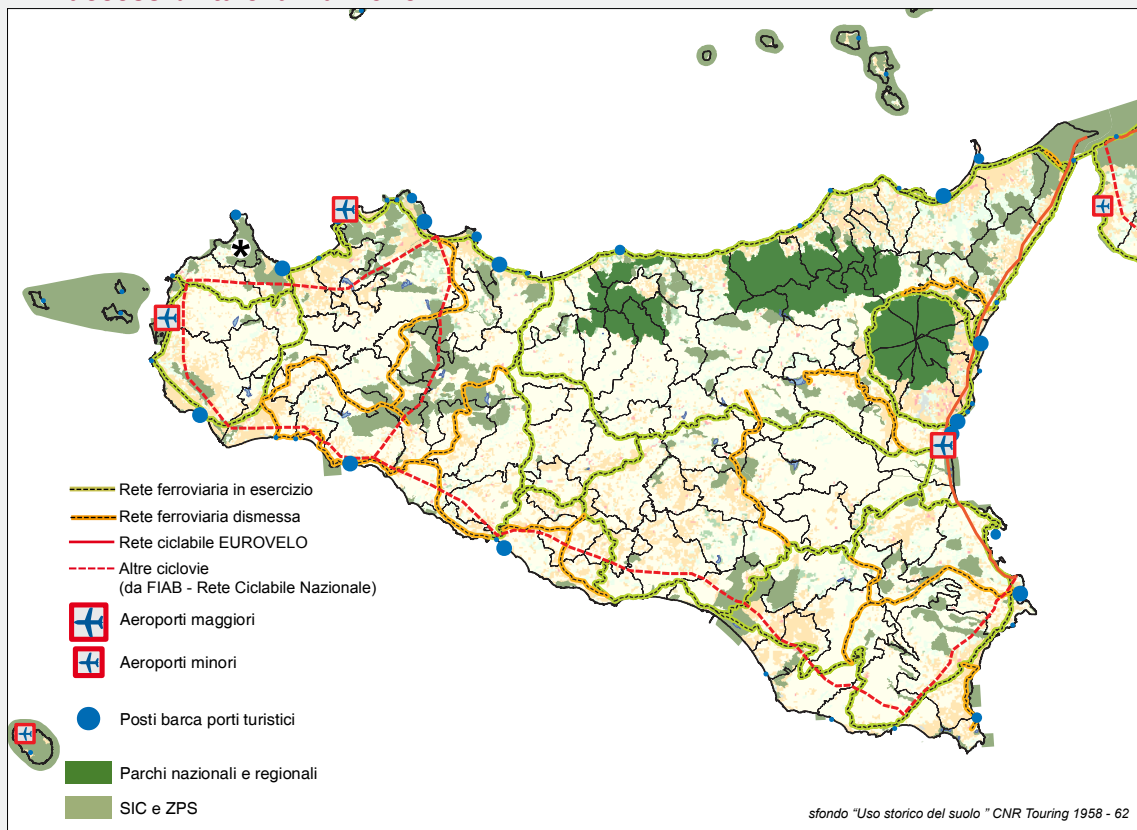 *
Rete ferroviaria in esercizio
Rete ferroviaria dismessa
Rete ciclabile EUROVELO
Altre ciclovie
(da FIAB - Rete Ciclabile Nazionale)
Aeroporti maggiori
Aeroporti minori
Posti barca porti turistici
Parchi nazionali e regionali
SIC e ZPS
sfondo “Uso storico del suolo ” CNR Touring 1958 - 62